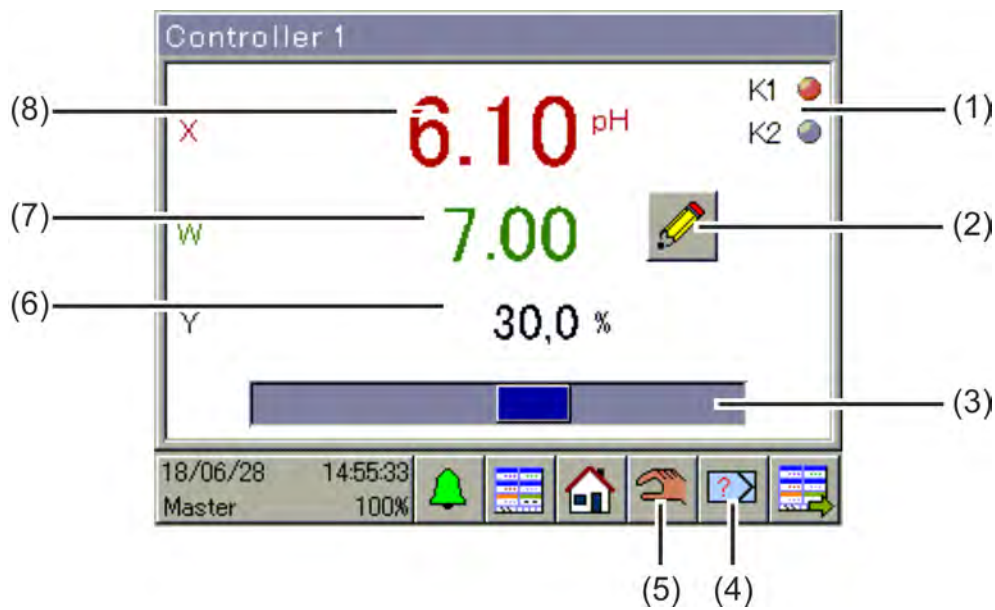 Controller 1
(8) X 6.10 pH K1 (1)
K2
(7) W 7.00 (2)
(6) Y 30,0 %
(3)
18/06/28 14:55:33
Master 100% ?
(5) (4)